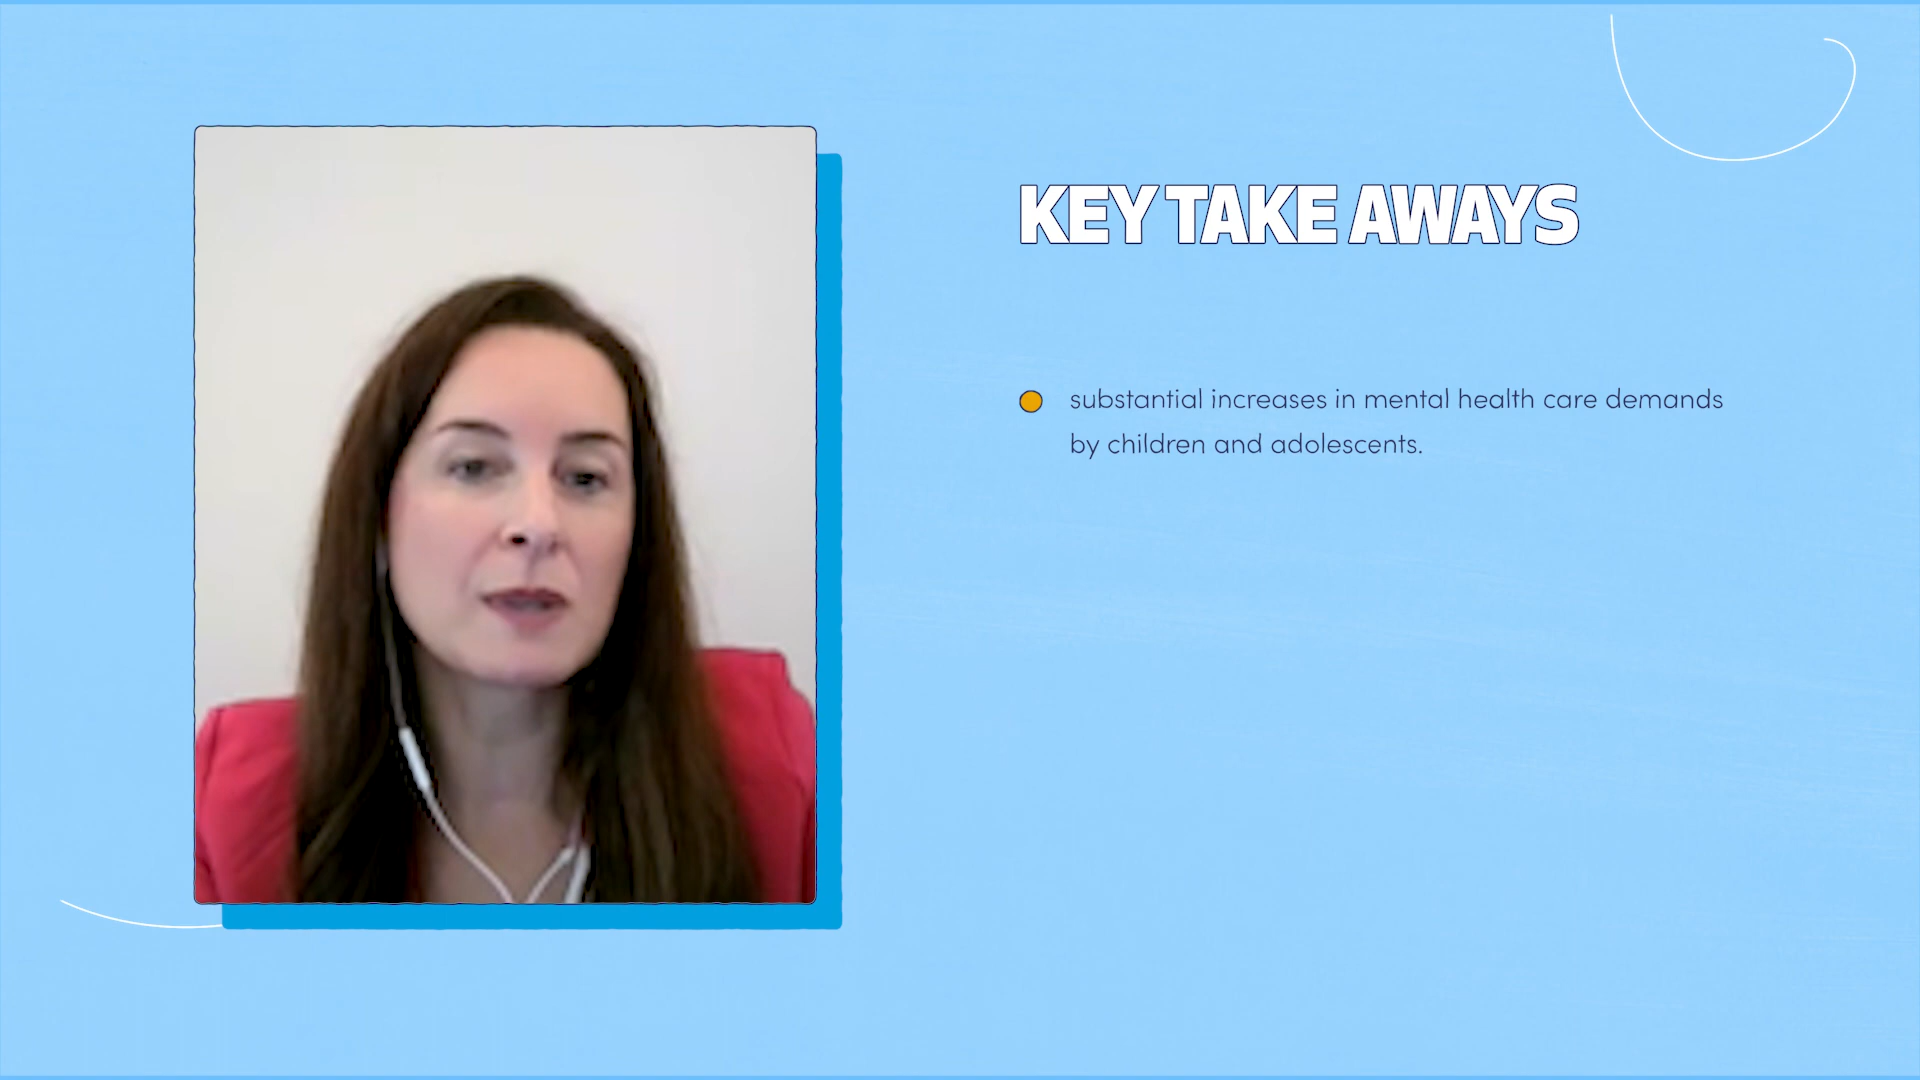 KEY TAKE AWAYS
substantial increases in mental health care demands
by children and adolescents.